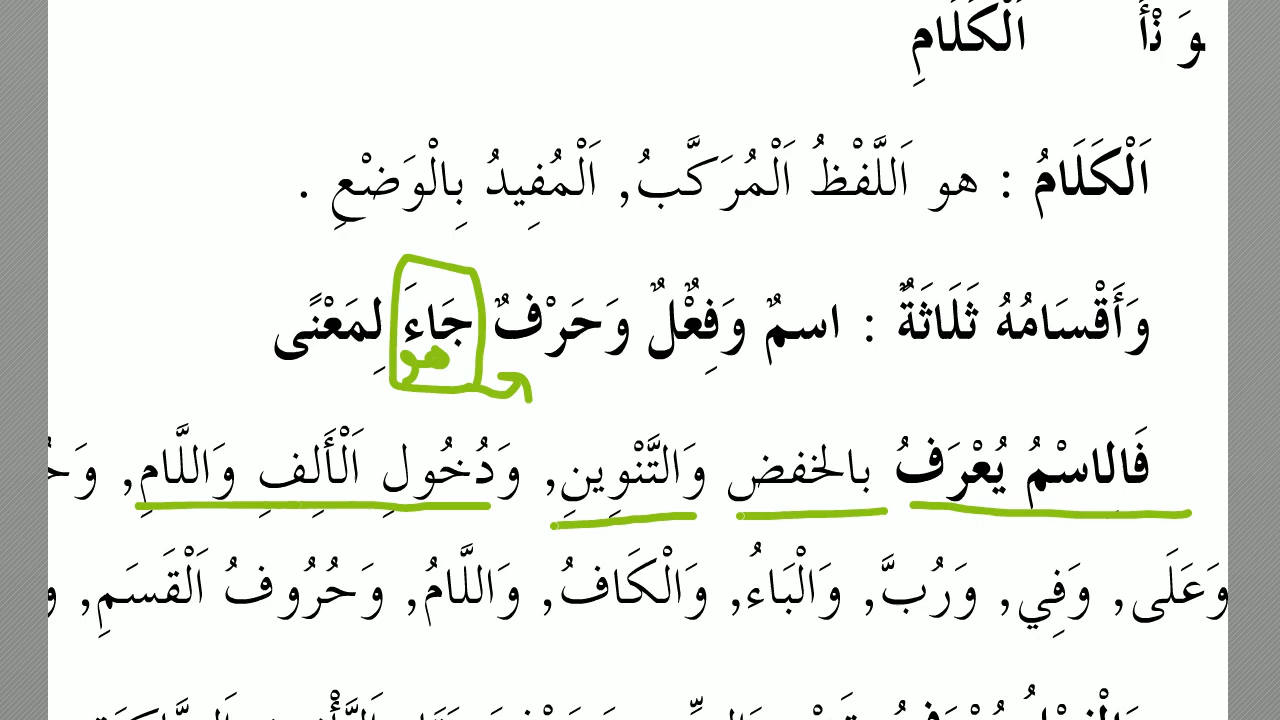 اَلْكَلَامِ
اَلْكَلَامُ : هو اَللَّفْظُ اَلْمُرَكَّبُ, اَلْمُفِيدُ بِالْوَضْعِ .
وَأَقْسَامُهُ ثَلَاثَةٌ : اسمٌ وَفِعْلٌ وَحَرْفٌ جَاءَ لِمَعْنًى
هو
فَالاسْمُ يُعْرَفُ بالخفضِ وَالتَّنْوِينِ, وَدُخُولِ اَلْأَلِفِ وَاللَّامِ,
وَعَلَى, وَفِي, وَرُبَّ, وَالْبَاءُ, وَالْكَافُ, وَاللَّامُ, وَحُرُوفُ اَلْقَسَمِ,